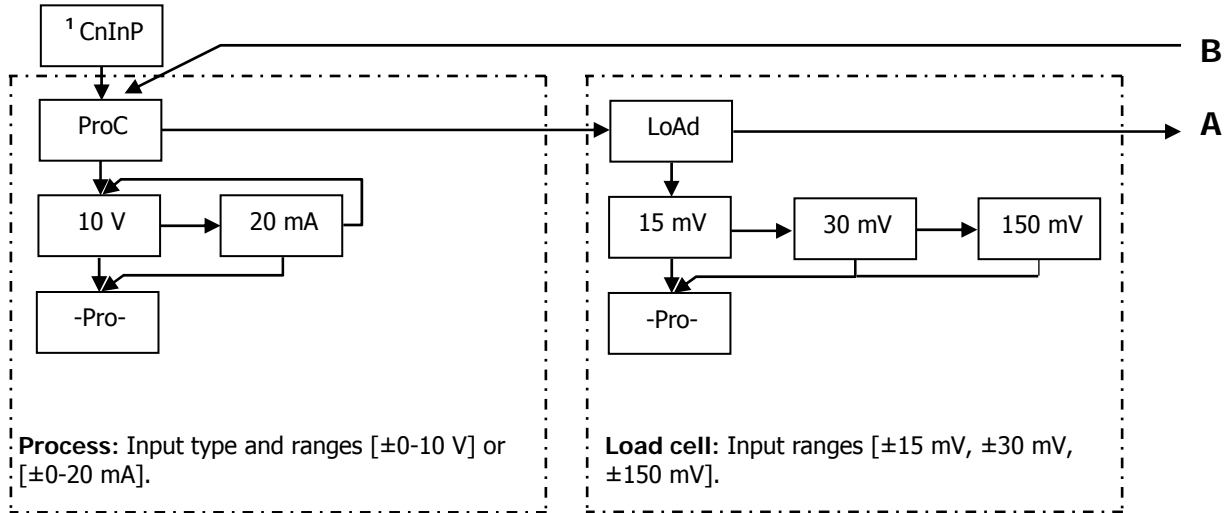 ¹ CnInP
B
ProC
LoAd
A
10 V
20 mA
15 mV
30 mV
150 mV
-Pro-
-Pro-
Process: Input type and ranges [±0-10 V] or
[±0-20 mA].
Load cell: Input ranges [±15 mV, ±30 mV,
±150 mV].